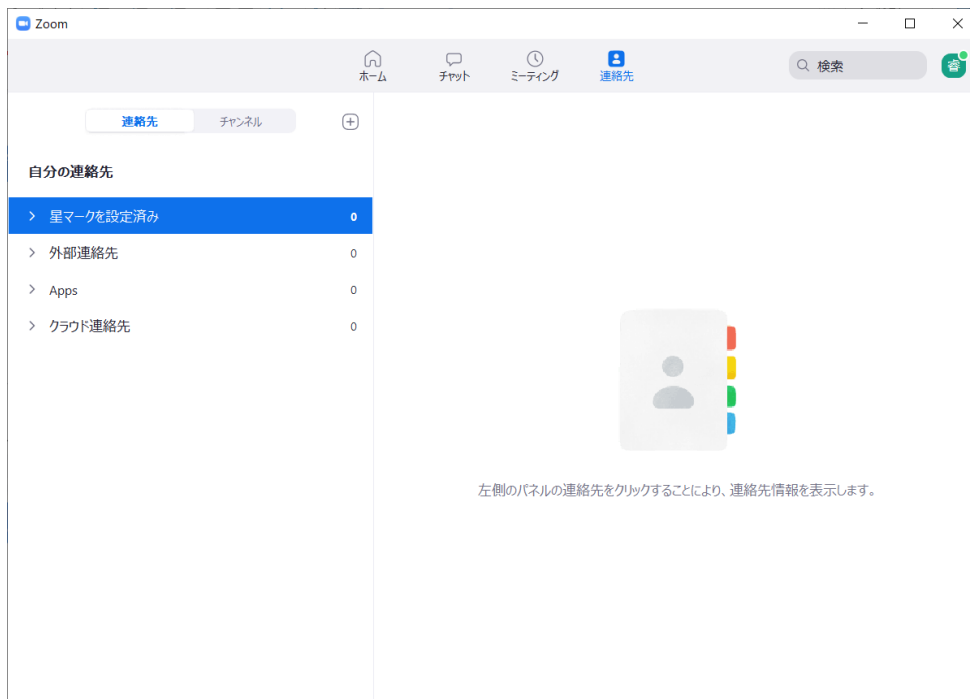 Zoom
ホーム
チャット
ミーティング
連絡先
検索
睿
連絡先
チャンネル
自分の連絡先
星マークを設定済み 0
外部連絡先 0
Apps 0
クラウド連絡先 0
左側のパネルの連絡先をクリックすることにより、連絡先情報を表示します。